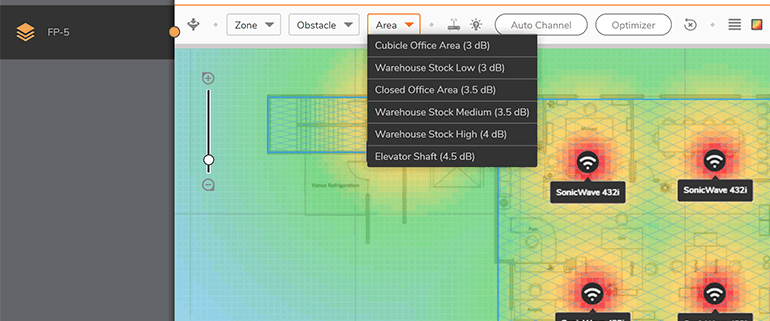 FP-5
Zone
Obstacle
Area
Auto Channel
Optimizer
Cubicle Office Area (3 dB)
Warehouse Stock Low (3 dB)
Closed Office Area (3.5 dB)
Warehouse Stock Medium (3.5 dB)
Warehouse Stock High (4 dB)
Elevator Shaft (4.5 dB)
SonicWave 432i
SonicWave 432i